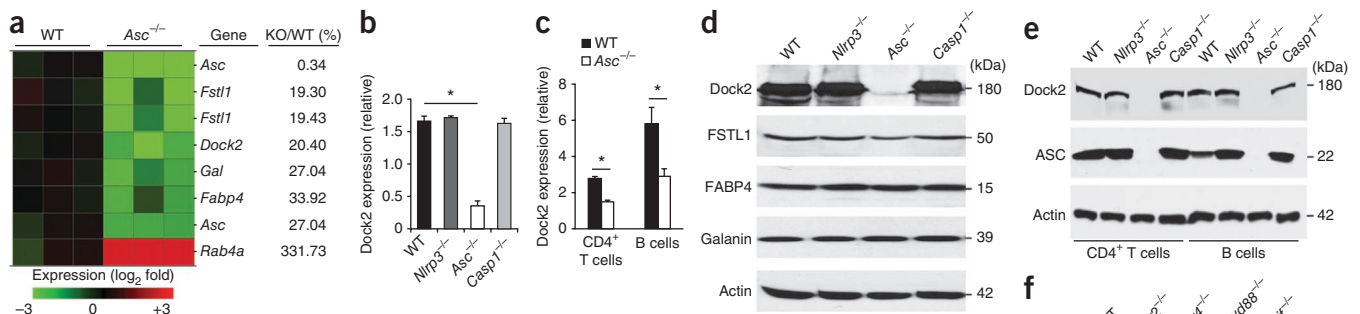 a
WT Asc−/− Gene KO/WT (%)
Asc 0.34
Fstl1 19.30
Fstl1 19.43
Dock2 20.40
Gal 27.04
Fabp4 33.92
Asc 27.04
Rab4a 331.73
Expression (log2 fold)
−3 0 +3
b
Dock2 expression (relative)
2.0
1.5
1.0
0.5
0
*
WT Nlrp3−/− Asc−/− Casp1−/−
c
WT
Asc−/−
Dock2 expression (relative)
8
6
4
2
0
*
*
CD4+ T cells
B cells
d
WT Nlrp3−/− Asc−/− Casp1−/−
(kDa)
Dock2 180
FSTL1 50
FABP4 15
Galanin 39
Actin 42
e
WT Nlrp3−/− Asc−/− Casp1−/− WT Nlrp3−/− Asc−/− Casp1−/−
(kDa)
Dock2 180
ASC 22
Actin 42
CD4+ T cells B cells
f